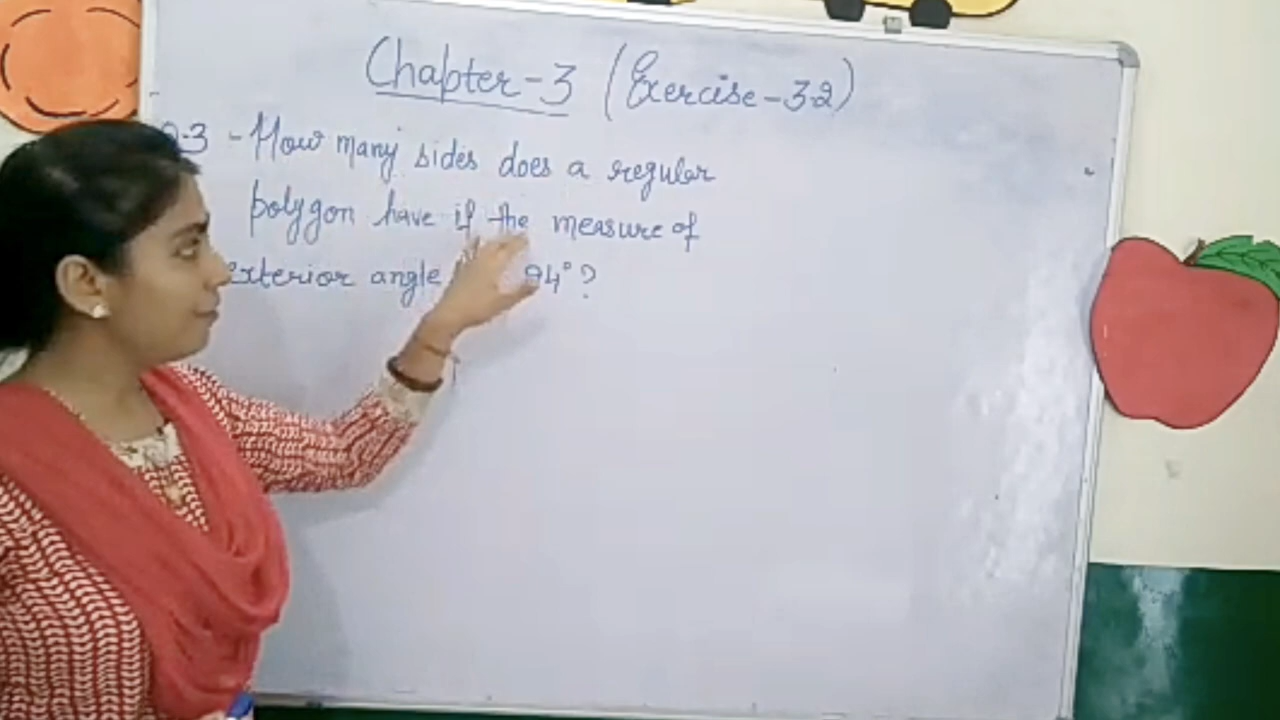 Chapter-3 (Exercise-3.2)
Q.3 - How many sides does a regular
polygon have if the measure of
exterior angle 24°?